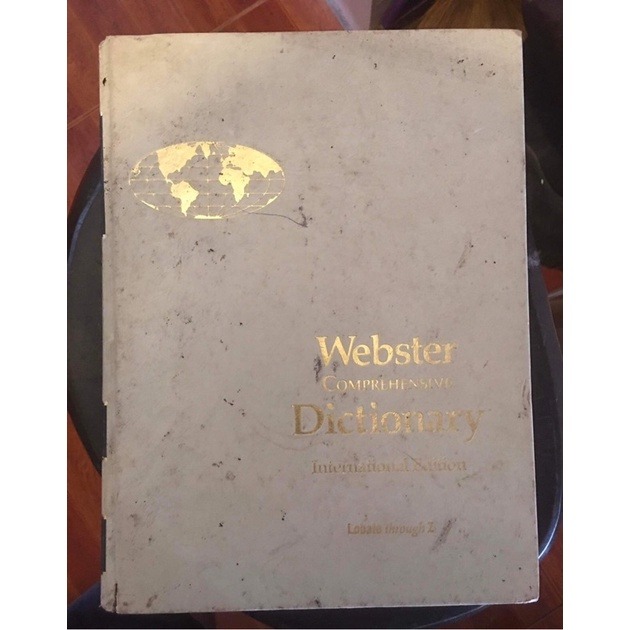 Webster
COMPREHENSIVE
Dictionary
International Edition
Lobate through Z